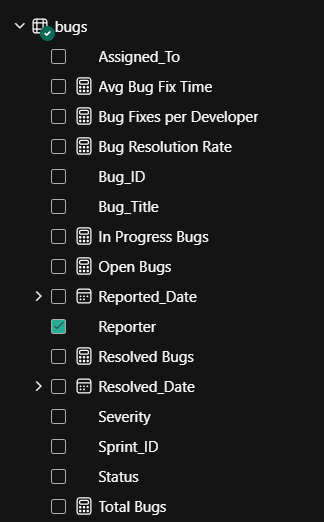 bugs
Assigned_To
Avg Bug Fix Time
Bug Fixes per Developer
Bug Resolution Rate
Bug_ID
Bug_Title
In Progress Bugs
Open Bugs
Reported_Date
Reporter
Resolved Bugs
Resolved_Date
Severity
Sprint_ID
Status
Total Bugs